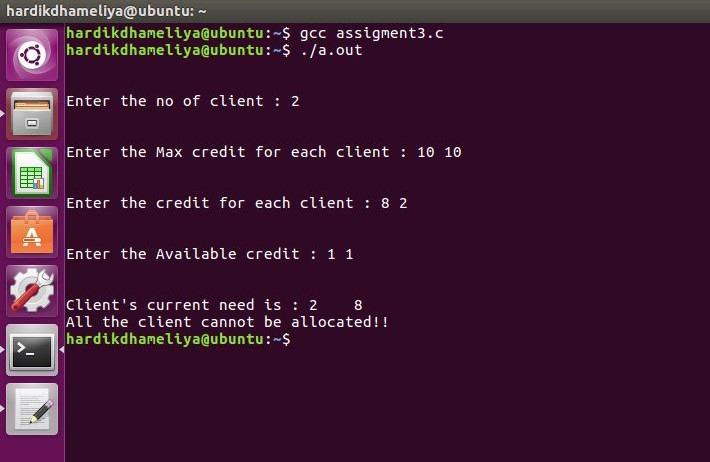 hardikdhameliya@ubuntu: ~
hardikdhameliya@ubuntu:~$ gcc assigment3.c
hardikdhameliya@ubuntu:~$ ./a.out
Enter the no of client : 2
Enter the Max credit for each client : 10 10
Enter the credit for each client : 8 2
Enter the Available credit : 1 1
Client's current need is : 2    8
All the client cannot be allocated!!
hardikdhameliya@ubuntu:~$